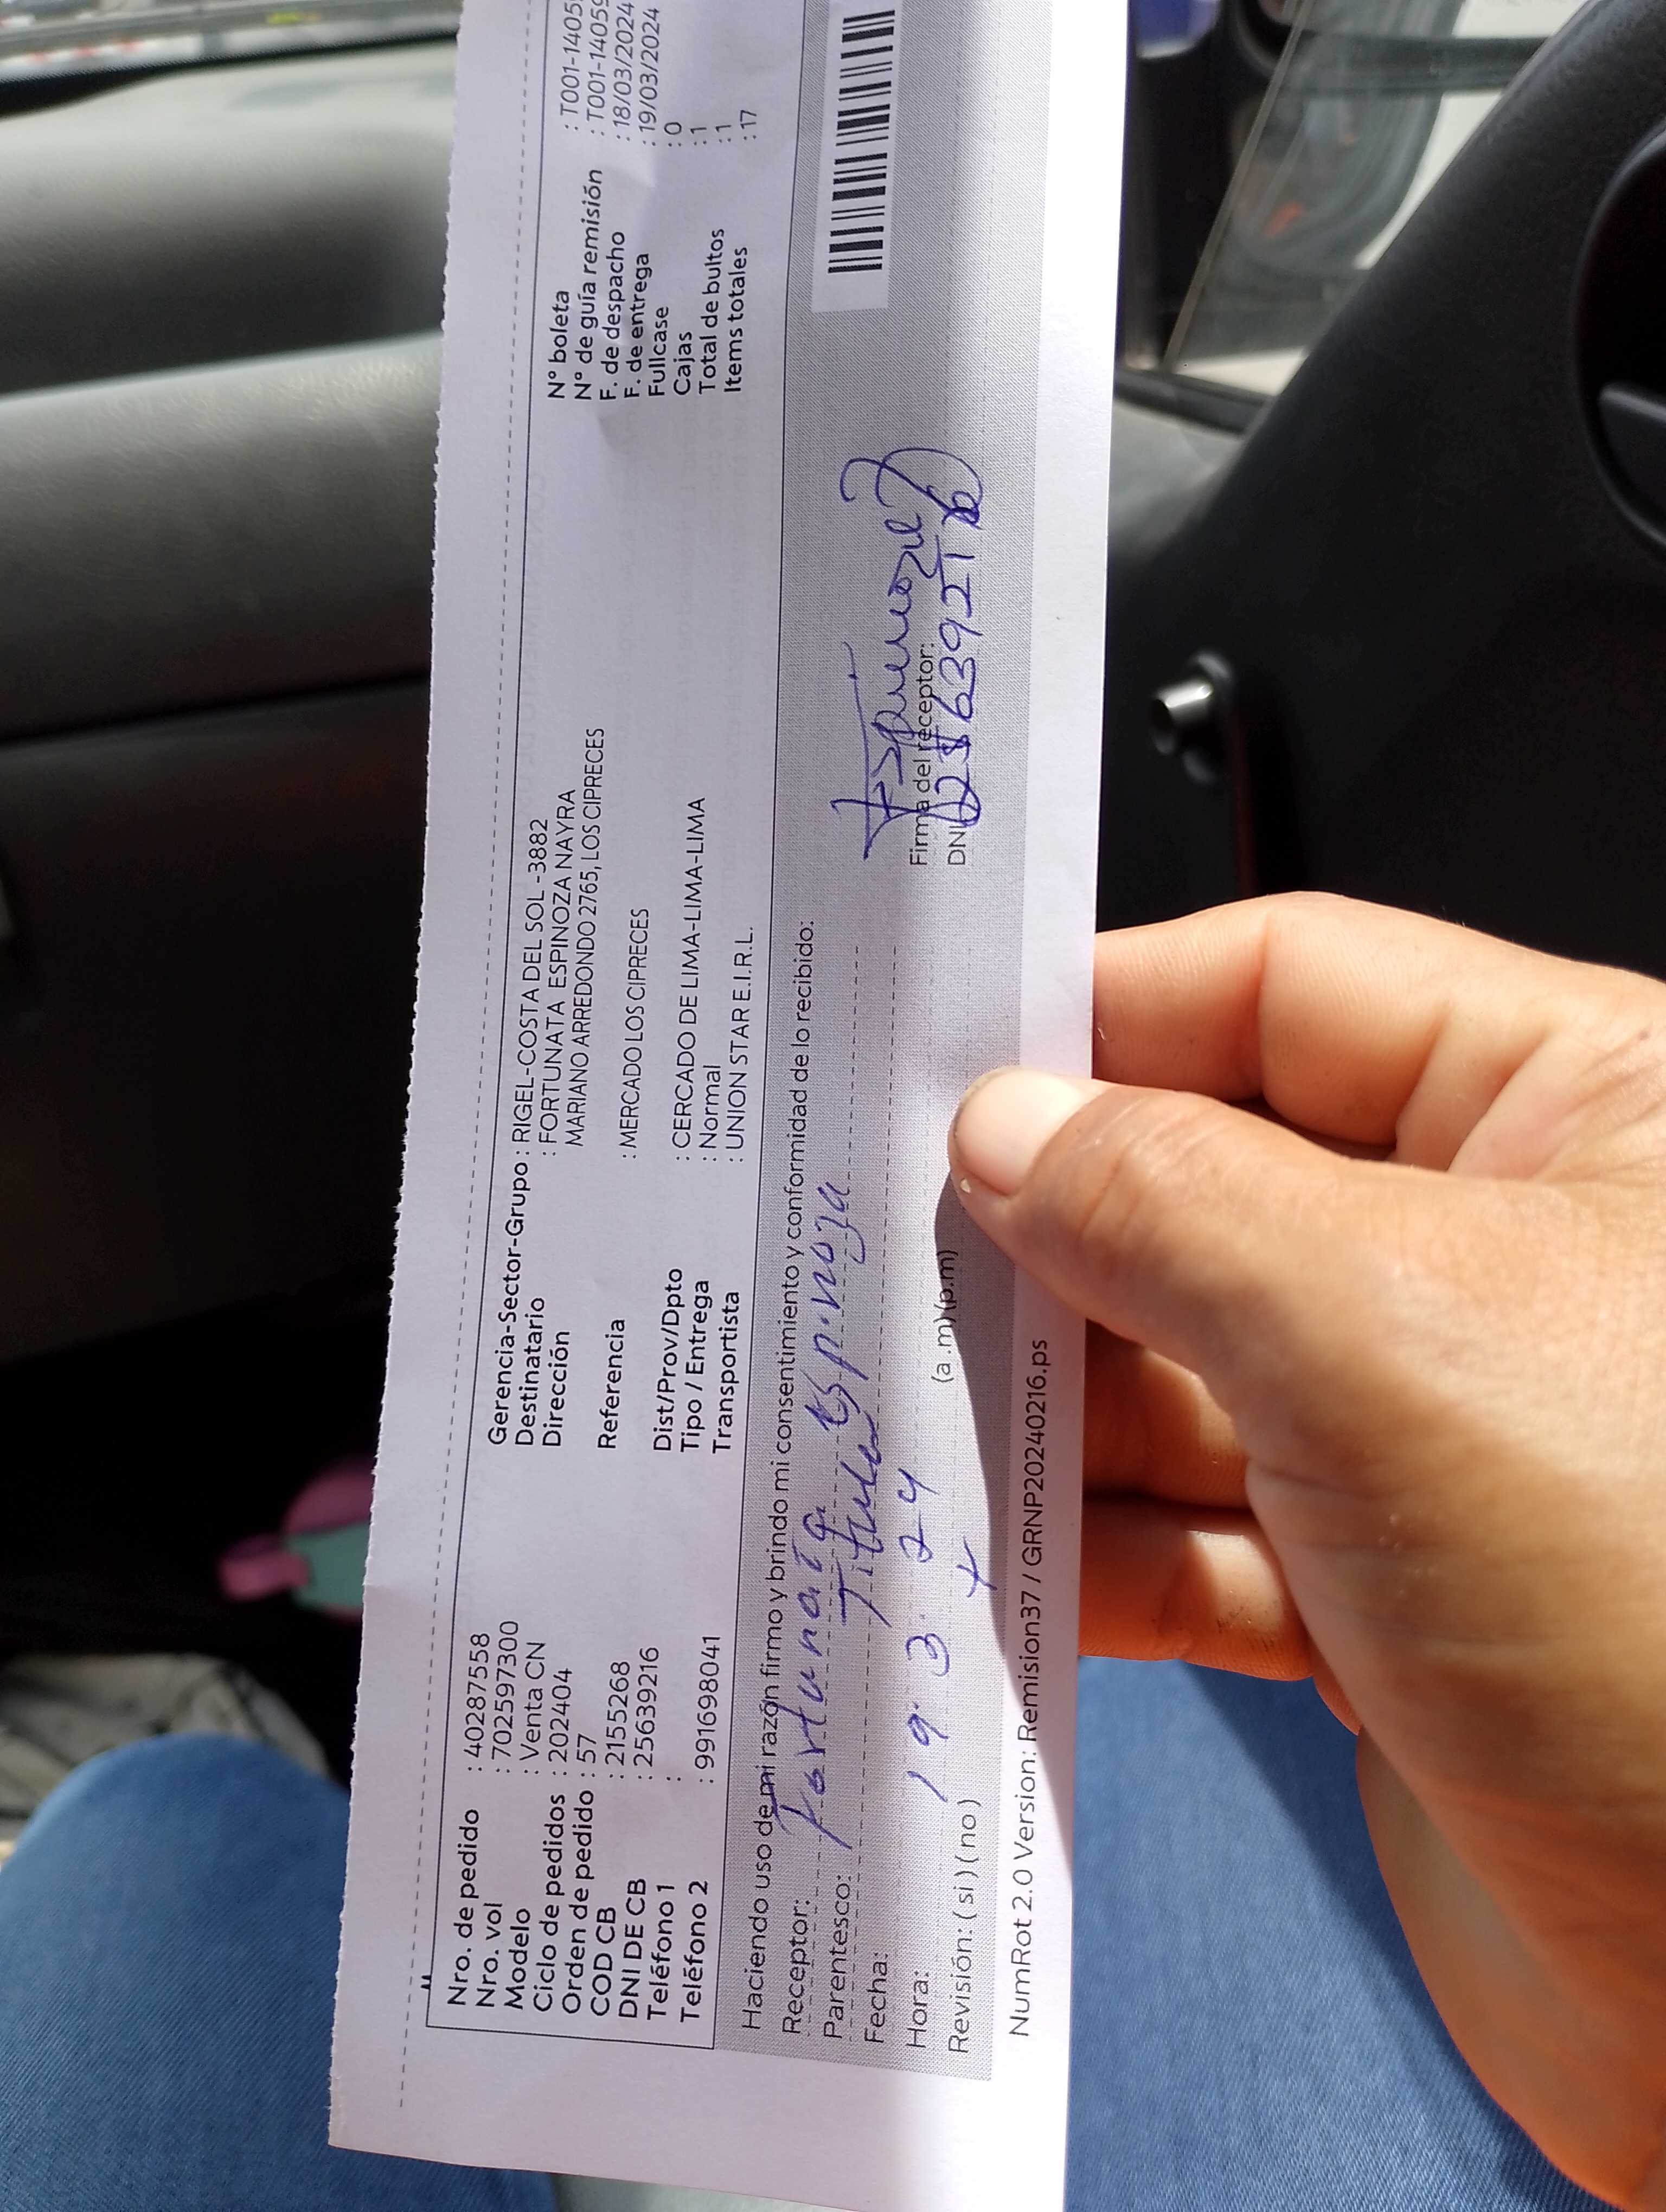 Nro. de pedido : 40287558
Nro. vol : 702597300
Modelo : Venta CN
Ciclo de pedidos : 202404
Orden de pedido : 57
COD CB : 2155268
DNI DE CB : 25639216
Teléfono 1 :
Teléfono 2 : 991698041
Gerencia-Sector-Grupo : RIGEL-COSTA DEL SOL -3882
Destinatario : FORTUNATA ESPINOZA NAYRA
Dirección MARIANO ARREDONDO 2765, LOS CIPRECES
Referencia : MERCADO LOS CIPRECES
Dist/Prov/Dpto : CERCADO DE LIMA-LIMA-LIMA
Tipo / Entrega : Normal
Transportista : UNION STAR E.I.R.L.
N° boleta : T001-1405
N° de guía remisión : T001-1405
F. de despacho : 18/03/2024
F. de entrega : 19/03/2024
Fullcase : 0
Cajas : 1
Total de bultos : 1
Items totales : 17
Haciendo uso de mi razón firmo y brindo mi consentimiento y conformidad de lo recibido:
Receptor: Fortunata Espinoza
Parentesco: Titular
Fecha: 19. 3. 24
Hora: (a .m) (p.m)
Revisión: ( si ) ( no )
Firma del receptor:
DNI
NumRot 2.0 Version: Remision37 / GRNP20240216.ps